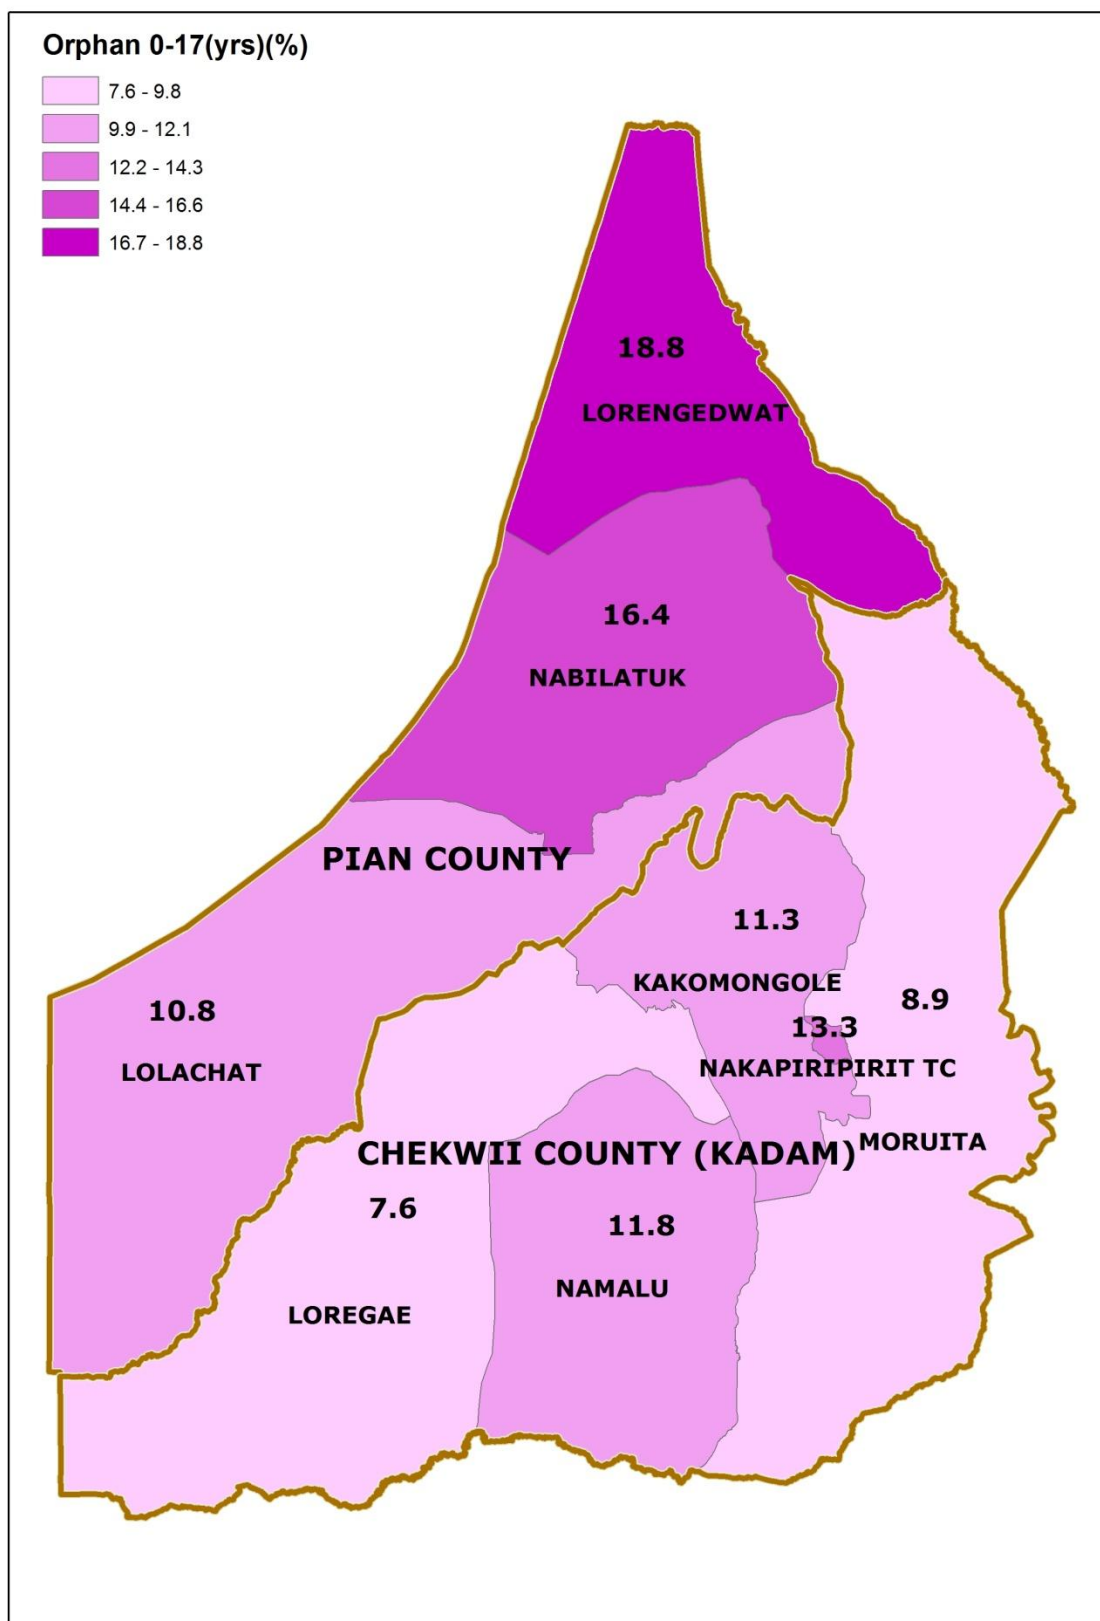 Orphan 0-17(yrs)(%)
7.6 - 9.8
9.9 - 12.1
12.2 - 14.3
14.4 - 16.6
16.7 - 18.8
18.8
LORENGEDWAT
16.4
NABILATUK
PIAN COUNTY
11.3
KAKOMONGOLE
10.8
LOLACHAT
8.9
13.3
NAKAPIRIPIRIT TC
MORUITA
CHEKWII COUNTY (KADAM)
7.6
LOREGAE
11.8
NAMALU